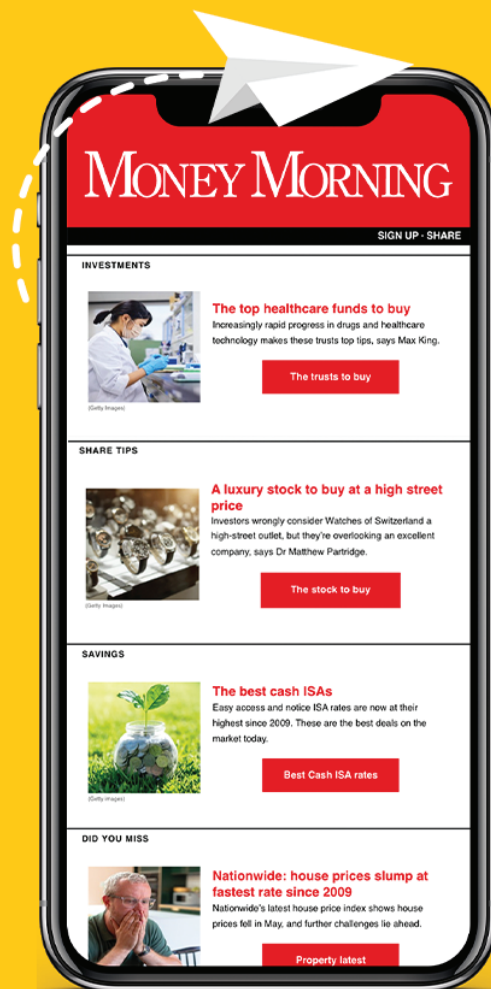 MONEY MORNING
SIGN UP - SHARE
INVESTMENTS
The top healthcare funds to buy
Increasingly rapid progress in drugs and healthcare
technology makes these trusts top tips, says Max King.
The trusts to buy
(Getty Images)
SHARE TIPS
A luxury stock to buy at a high street
price
Investors wrongly consider Watches of Switzerland a
high-street outlet, but they're overlooking an excellent
company, says Dr Matthew Partridge.
The stock to buy
(Getty Images)
SAVINGS
The best cash ISAs
Easy access and notice ISA rates are now at their
highest since 2009. These are the best deals on the
market today.
Best Cash ISA rates
(Getty images)
DID YOU MISS
Nationwide: house prices slump at
fastest rate since 2009
Nationwide's latest house price index shows house
prices fell in May, and further challenges lie ahead.
Property latest